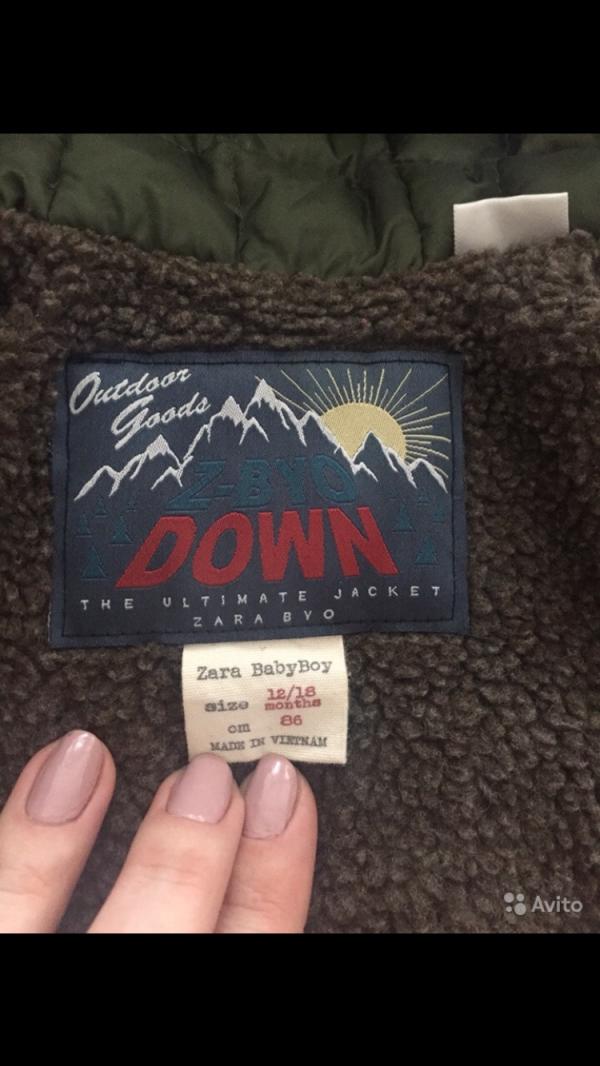 Outdoor
Goods
Z-BYO
DOWN
THE ULTIMATE JACKET
ZARA BYO
Zara BabyBoy
size 12/18 months
cm 86
MADE IN VIETNAM
Avito